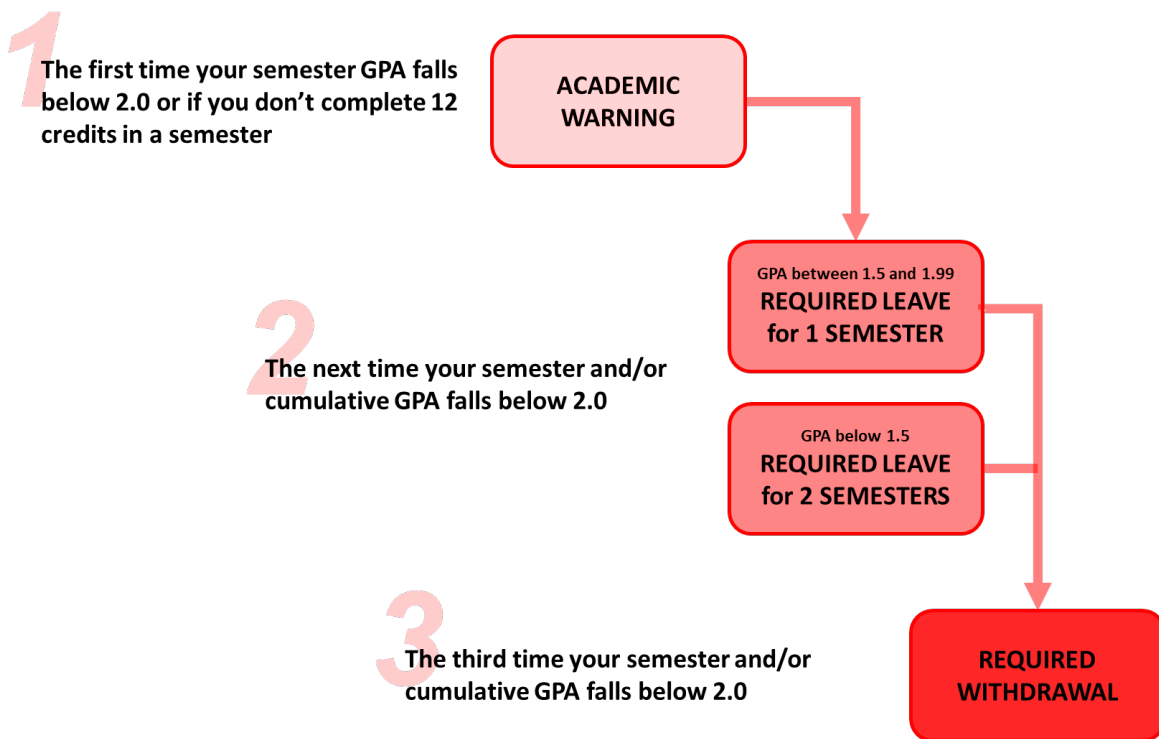 1
The first time your semester GPA falls
below 2.0 or if you don’t complete 12
credits in a semester
ACADEMIC
WARNING
2
The next time your semester and/or
cumulative GPA falls below 2.0
GPA between 1.5 and 1.99
REQUIRED LEAVE
for 1 SEMESTER
GPA below 1.5
REQUIRED LEAVE
for 2 SEMESTERS
3
The third time your semester and/or
cumulative GPA falls below 2.0
REQUIRED
WITHDRAWAL